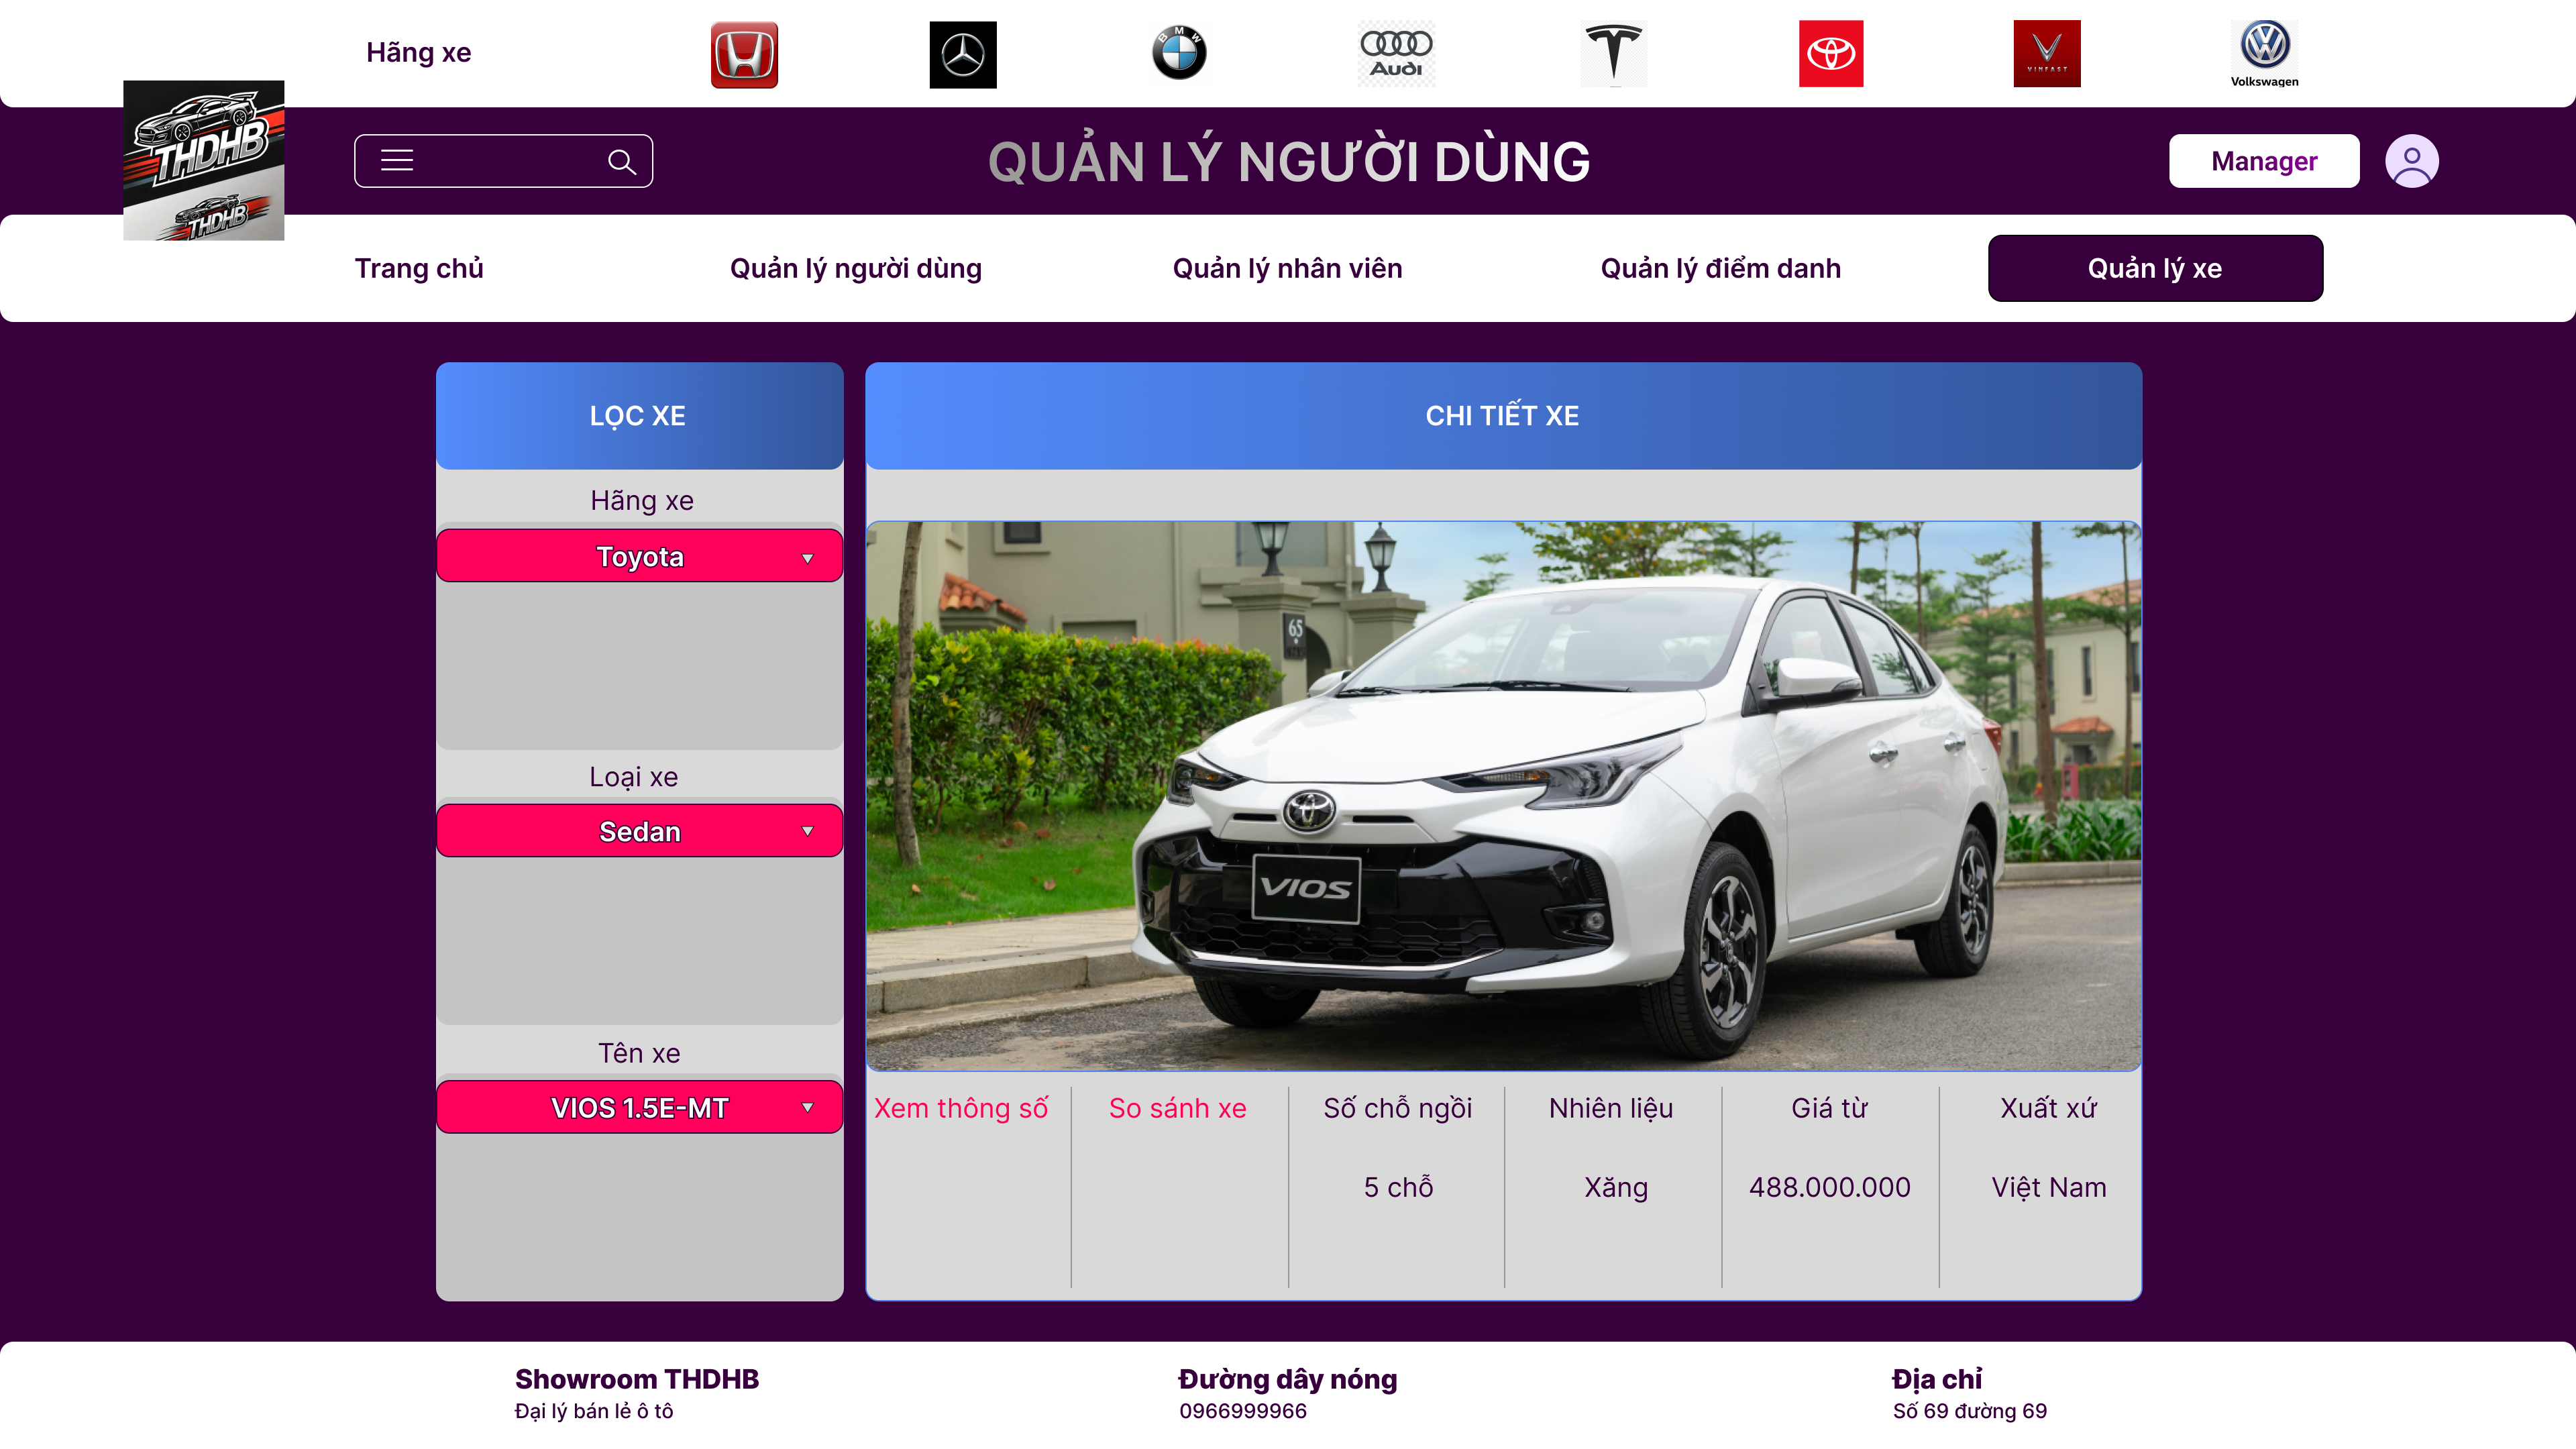 Hãng xe
BMW
Audi
VINFAST
Volkswagen
THDHB
THDHB
QUẢN LÝ NGƯỜI DÙNG
Manager
Trang chủ
Quản lý người dùng
Quản lý nhân viên
Quản lý điểm danh
Quản lý xe
LỌC XE
Hãng xe
Toyota
Loại xe
Sedan
Tên xe
VIOS 1.5E-MT
CHI TIẾT XE
65
VIOS
Xem thông số
So sánh xe
Số chỗ ngồi
Nhiên liệu
Giá từ
Xuất xứ
5 chỗ
Xăng
488.000.000
Việt Nam
Showroom THDHB
Đại lý bán lẻ ô tô
Đường dây nóng
0966999966
Địa chỉ
Số 69 đường 69